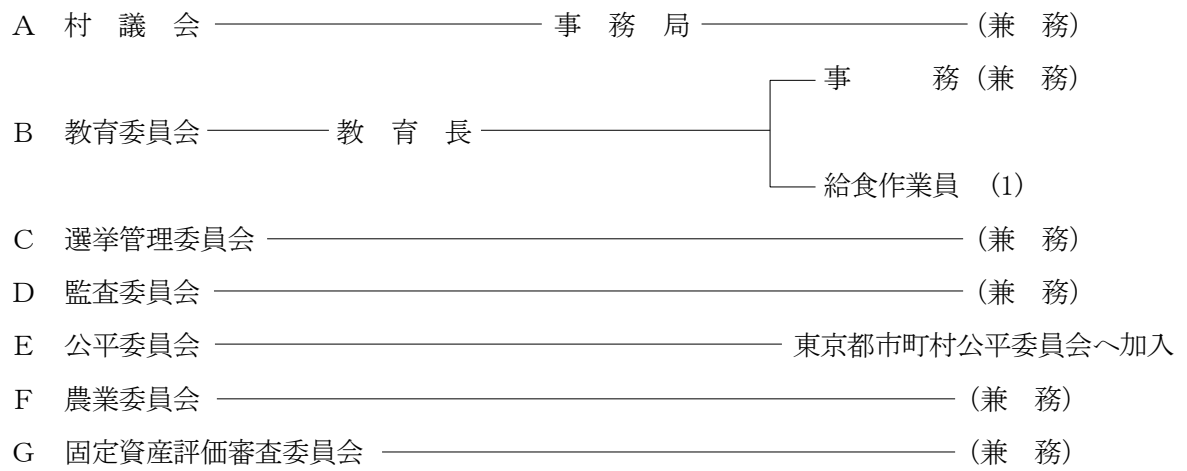 A 村 議 会 事 務 局 (兼 務)
事 務 (兼 務)
B 教育委員会 教 育 長
給食作業員 (1)
C 選挙管理委員会 (兼 務)
D 監査委員会 (兼 務)
E 公平委員会 東京都市町村公平委員会へ加入
F 農業委員会 (兼 務)
G 固定資産評価審査委員会 (兼 務)